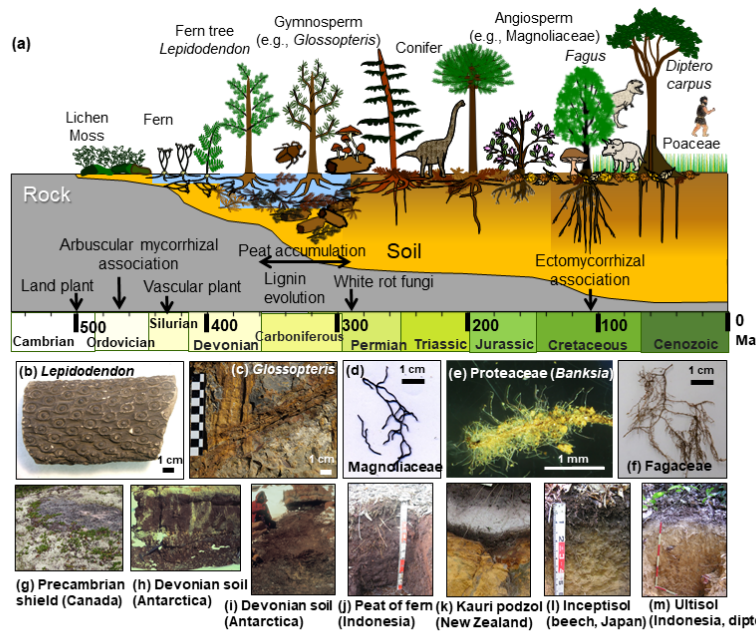 (a)
Fern tree
Lepidodendon
Gymnosperm
(e.g., Glossopteris)
Conifer
Angiosperm
(e.g., Magnoliaceae)
Fagus
Diptero
carpus
Lichen
Moss
Fern
Poaceae
Rock
Soil
Arbuscular mycorrhizal
association
Peat accumulation
Ectomycorrhizal
association
Land plant
Vascular plant
Lignin
evolution
White rot fungi
500
400
300
200
100
0
Ma
Cambrian
Ordovician
Silurian
Devonian
Carboniferous
Permian
Triassic
Jurassic
Cretaceous
Cenozoic
(b) Lepidodendon
1 cm
(c) Glossopteris
1 cm
(d)
1 cm
Magnoliaceae
(e) Proteaceae (Banksia)
1 mm
1 cm
(f) Fagaceae
(g) Precambrian
shield (Canada)
(h) Devonian soil
(Antarctica)
(i) Devonian soil
(Antarctica)
(j) Peat of fern
(Indonesia)
(k) Kauri podzol
(New Zealand)
(l) Inceptisol
(beech, Japan)
(m) Ultisol
(Indonesia, dipt